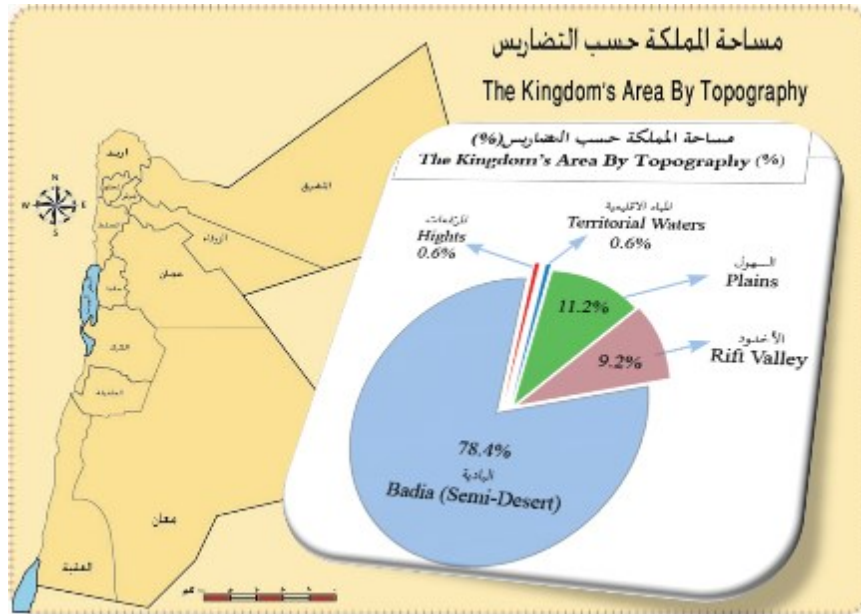 مساحة المملكة حسب التضاريس
The Kingdom's Area By Topography
مساحة المملكة حسب التضاريس(%)
The Kingdom's Area By Topography (%)
المرتفعات
Hights
0.6%
المياه الاقليمية
Territorial Waters
0.6%
السهول
Plains
11.2%
الأخدود
Rift Valley
9.2%
78.4%
البادية
Badia (Semi-Desert)
N
W
E
S
اربد
المفرق
الزرقاء
عمان
الكرك
الطفيلة
معان
العقبة
كم